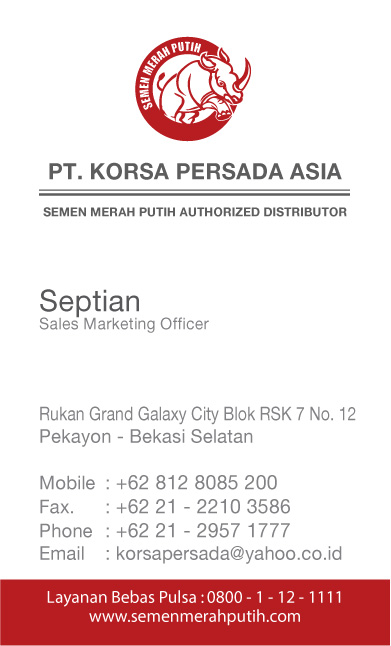 SEMEN MERAH PUTIH
PT. KORSA PERSADA ASIA
SEMEN MERAH PUTIH AUTHORIZED DISTRIBUTOR
Septian
Sales Marketing Officer
Rukan Grand Galaxy City Blok RSK 7 No. 12
Pekayon - Bekasi Selatan
Mobile : +62 812 8085 200
Fax. : +62 21 - 2210 3586
Phone : +62 21 - 2957 1777
Email : korsapersada@yahoo.co.id
Layanan Bebas Pulsa : 0800 - 1 - 12 - 1111
www.semenmerahputih.com